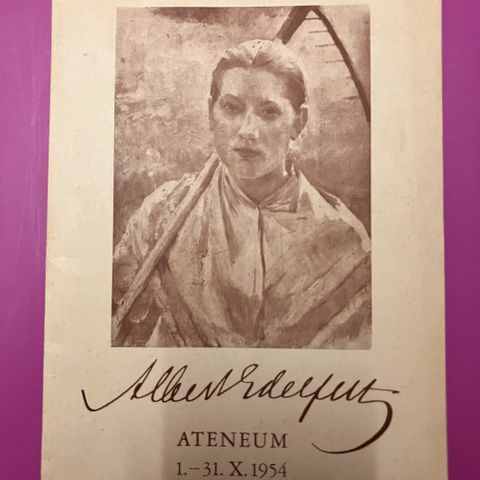 Albert Edelfelt
ATENEUM
1.–31. X. 1954